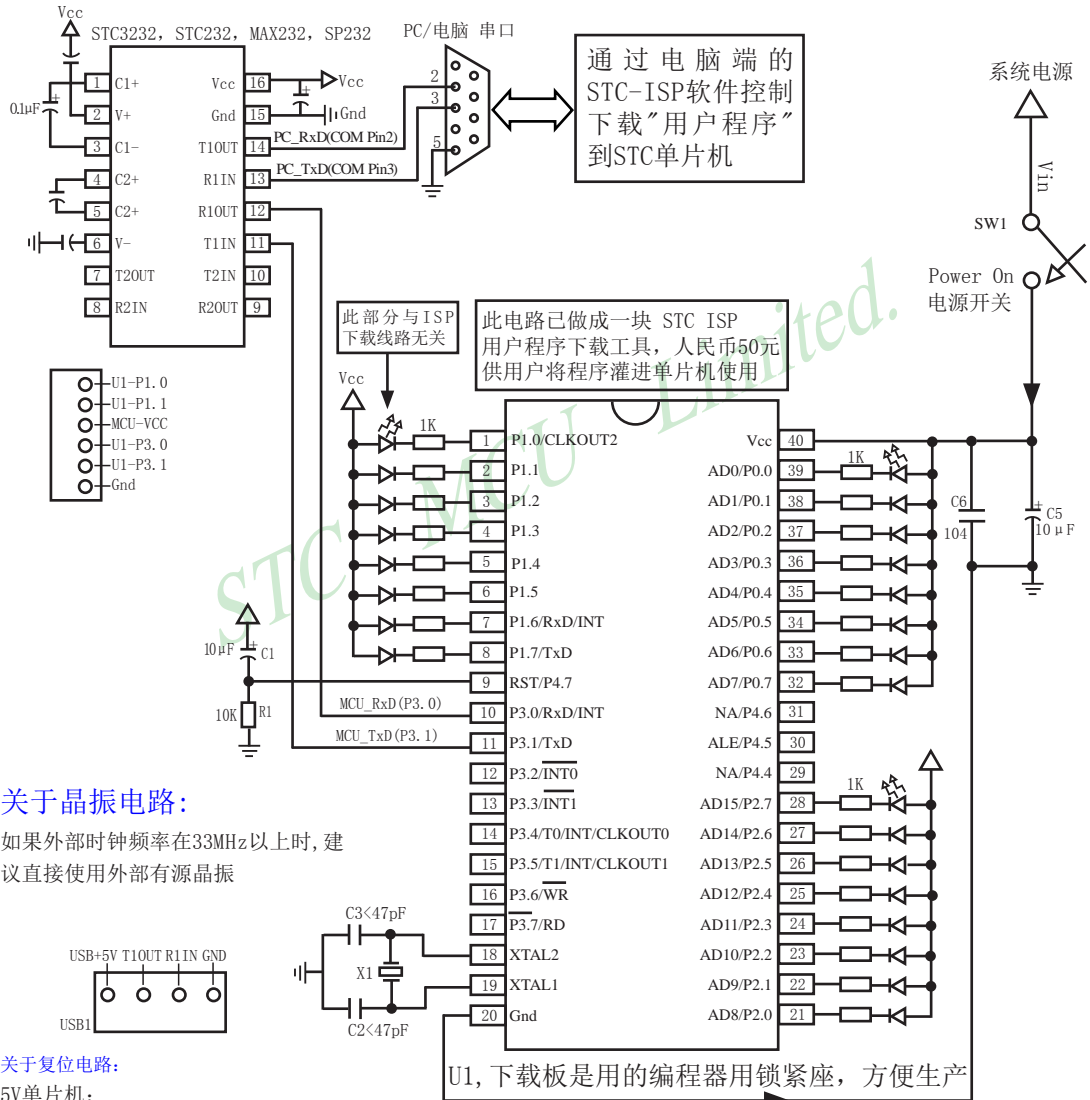 Vcc
STC3232, STC232, MAX232, SP232
PC/电脑 串口
0.1μF
+
1 C1+
2 V+
3 C1-
4 C2+
5 C2+
6 V-
7 T2OUT
8 R2IN
Vcc 16
Gnd 15
T1OUT 14
R1IN 13
R1OUT 12
T1IN 11
T2IN 10
R2OUT 9
Vcc
+
Gnd
PC_RxD(COM Pin2)
PC_TxD(COM Pin3)
2
3
5
通过电脑端的
STC-ISP软件控制
下载"用户程序"
到STC单片机
系统电源
Vin
SW1
Power On
电源开关
此部分与ISP
下载线路无关
此电路已做成一块 STC ISP
用户程序下载工具，人民币50元
供用户将程序灌进单片机使用
U1-P1.0
U1-P1.1
MCU-VCC
U1-P3.0
U1-P3.1
Gnd
Vcc
1K
1 P1.0/CLKOUT2
2 P1.1
3 P1.2
4 P1.3
5 P1.4
6 P1.5
7 P1.6/RxD/INT
8 P1.7/TxD
9 RST/P4.7
10 P3.0/RxD/INT
11 P3.1/TxD
12 P3.2/INT0
13 P3.3/INT1
14 P3.4/T0/INT/CLKOUT0
15 P3.5/T1/INT/CLKOUT1
16 P3.6/WR
17 P3.7/RD
18 XTAL2
19 XTAL1
20 Gnd
Vcc 40
AD0/P0.0 39
AD1/P0.1 38
AD2/P0.2 37
AD3/P0.3 36
AD4/P0.4 35
AD5/P0.5 34
AD6/P0.6 33
AD7/P0.7 32
NA/P4.6 31
ALE/P4.5 30
NA/P4.4 29
AD15/P2.7 28
AD14/P2.6 27
AD13/P2.5 26
AD12/P2.4 25
AD11/P2.3 24
AD10/P2.2 23
AD9/P2.1 22
AD8/P2.0 21
1K
1K
C6
104
+
C5
10μF
STC MCU Limited.
10μF
+
C1
10K
R1
MCU_RxD(P3.0)
MCU_TxD(P3.1)
关于晶振电路:
如果外部时钟频率在33MHz以上时,建
议直接使用外部有源晶振
C3<47pF
X1
C2<47pF
USB+5V T1OUT R1IN GND
USB1
关于复位电路:
5V单片机:
U1,下载板是用的编程器用锁紧座，方便生产